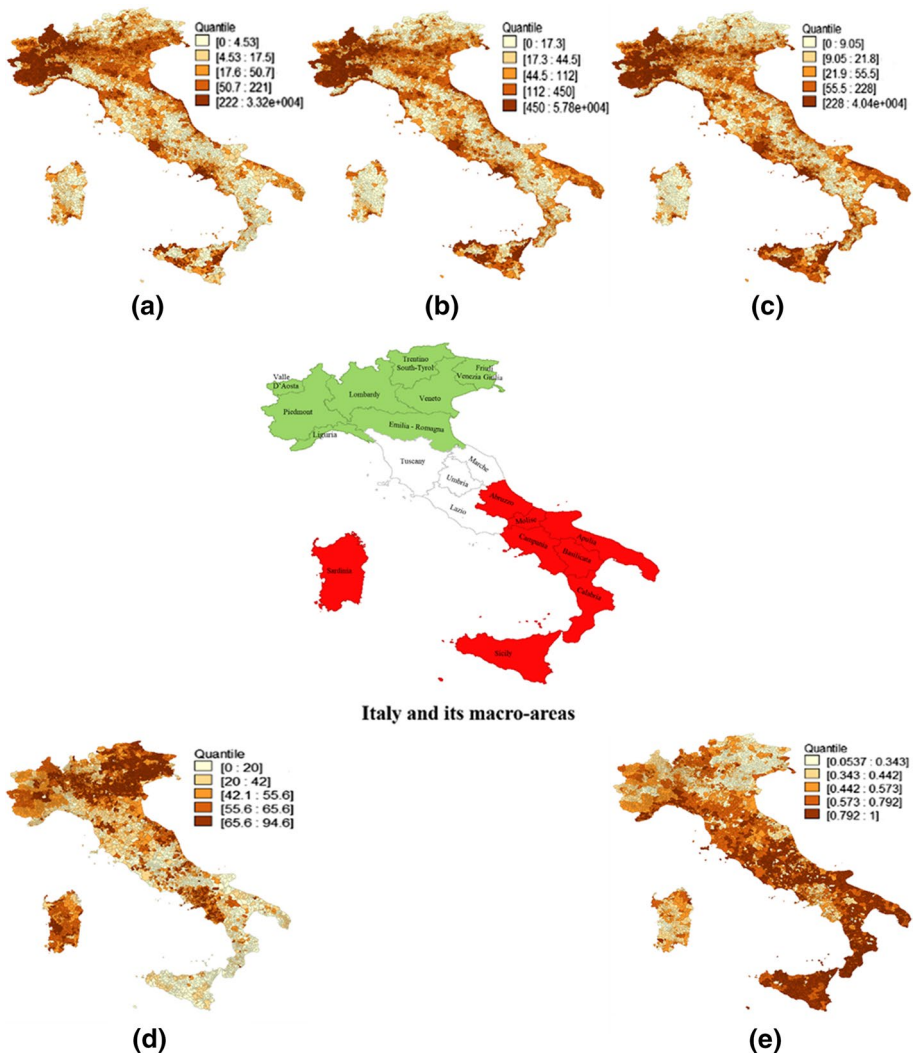 Quantile
[0 : 4.53]
[4.53 : 17.5]
[17.6 : 50.7]
[50.7 : 221]
[222 : 3.32e+004]
(a)
Quantile
[0 : 17.3]
[17.3 : 44.5]
[44.5 : 112]
[112 : 450]
[450 : 5.78e+004]
(b)
Quantile
[0 : 9.05]
[9.05 : 21.8]
[21.9 : 55.5]
[55.5 : 228]
[228 : 4.04e+004]
(c)
Trentino
South-Tyrol
Friuli
Venezia Giulia
Valle
D'Aosta
Lombardy
Veneto
Piedmont
Emilia - Romagna
Liguria
Tuscany
Marche
Umbria
Abruzzo
Lazio
Molise
Apulia
Campania
Basilicata
Sardinia
Calabria
Sicily
Italy and its macro-areas
Quantile
[0 : 20]
[20 : 42]
[42.1 : 55.6]
[55.6 : 65.6]
[65.6 : 94.6]
(d)
Quantile
[0.0537 : 0.343]
[0.343 : 0.442]
[0.442 : 0.573]
[0.573 : 0.792]
[0.792 : 1]
(e)